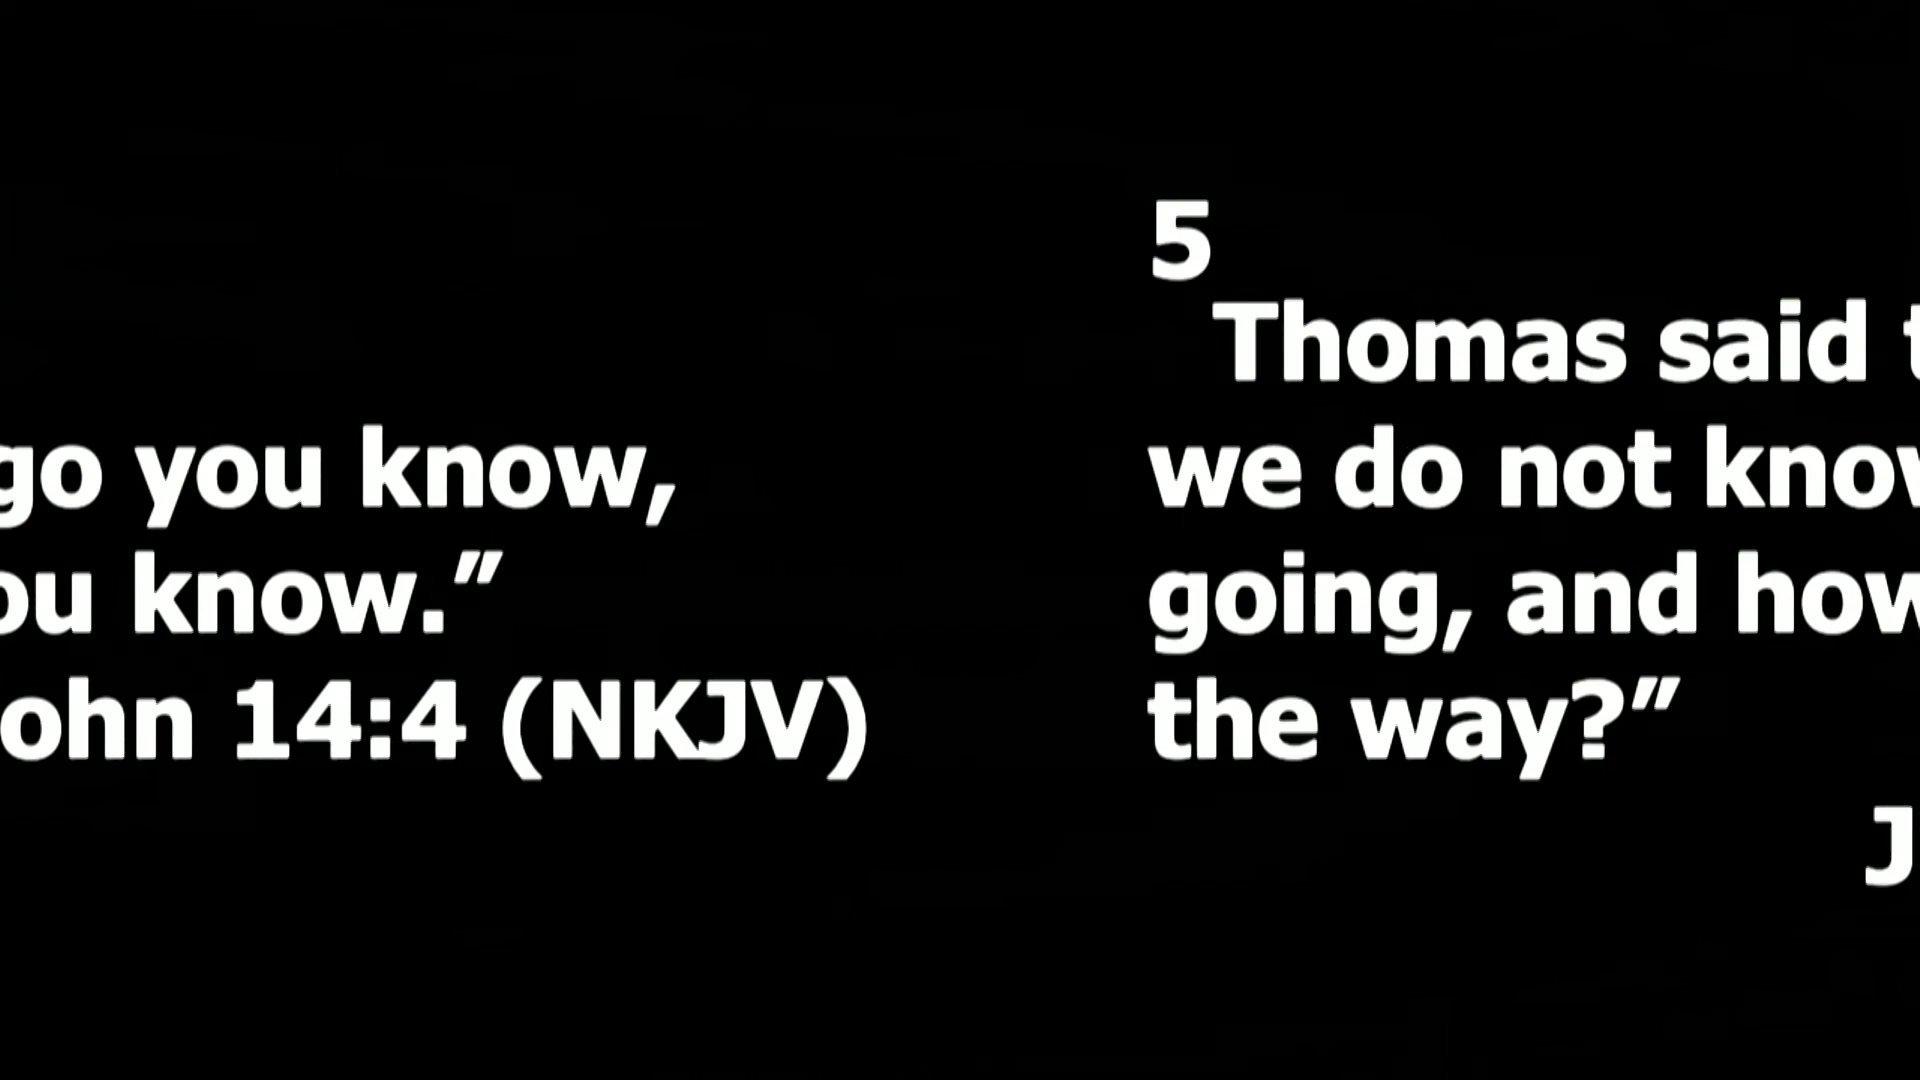 go you know,
ou know.”
ohn 14:4 (NKJV)
5
Thomas said t
we do not know
going, and how
the way?”
J